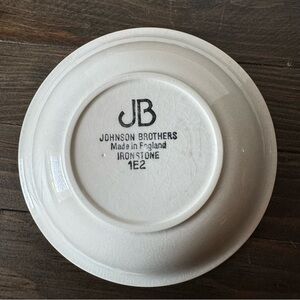 JB
JOHNSON BROTHERS
Made in England
IRONSTONE
1E2